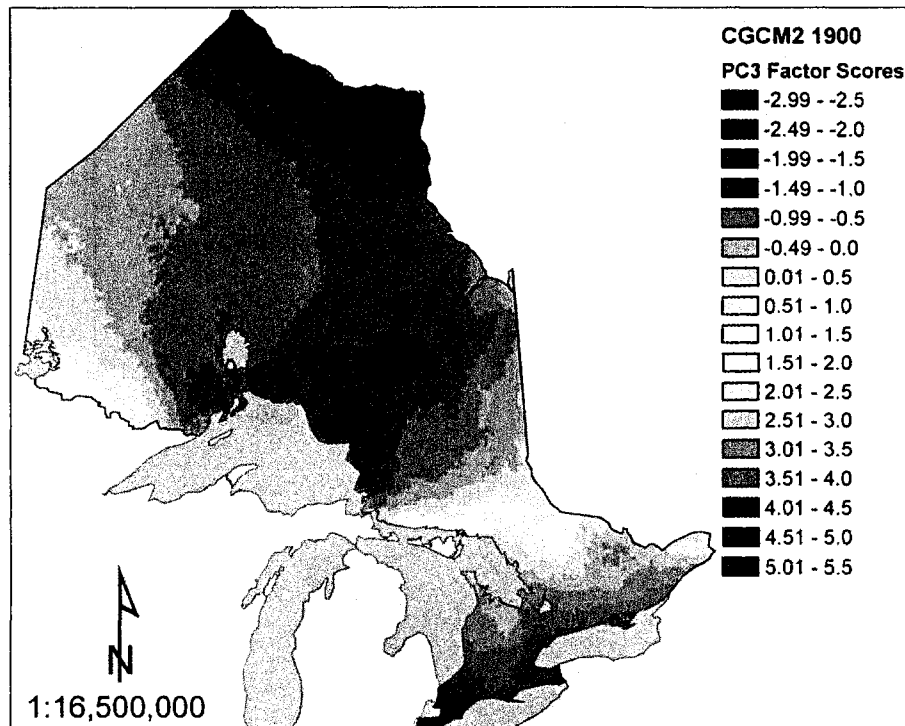 CGCM2 1900
PC3 Factor Scores
-2.99 - -2.5
-2.49 - -2.0
-1.99 - -1.5
-1.49 - -1.0
-0.99 - -0.5
-0.49 - 0.0
0.01 - 0.5
0.51 - 1.0
1.01 - 1.5
1.51 - 2.0
2.01 - 2.5
2.51 - 3.0
3.01 - 3.5
3.51 - 4.0
4.01 - 4.5
4.51 - 5.0
5.01 - 5.5
N
1:16,500,000